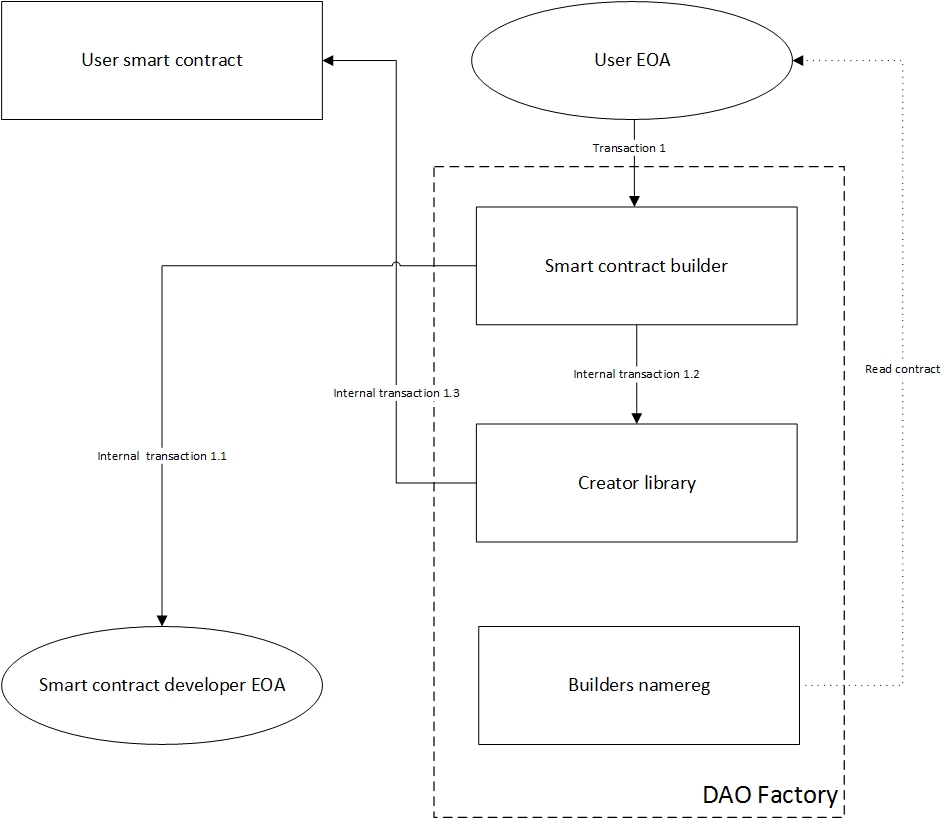 User smart contract
User EOA
Transaction 1
Smart contract builder
Read contract
Internal transaction 1.2
Internal transaction 1.3
Internal  transaction 1.1
Creator library
Smart contract developer EOA
Builders namereg
DAO Factory